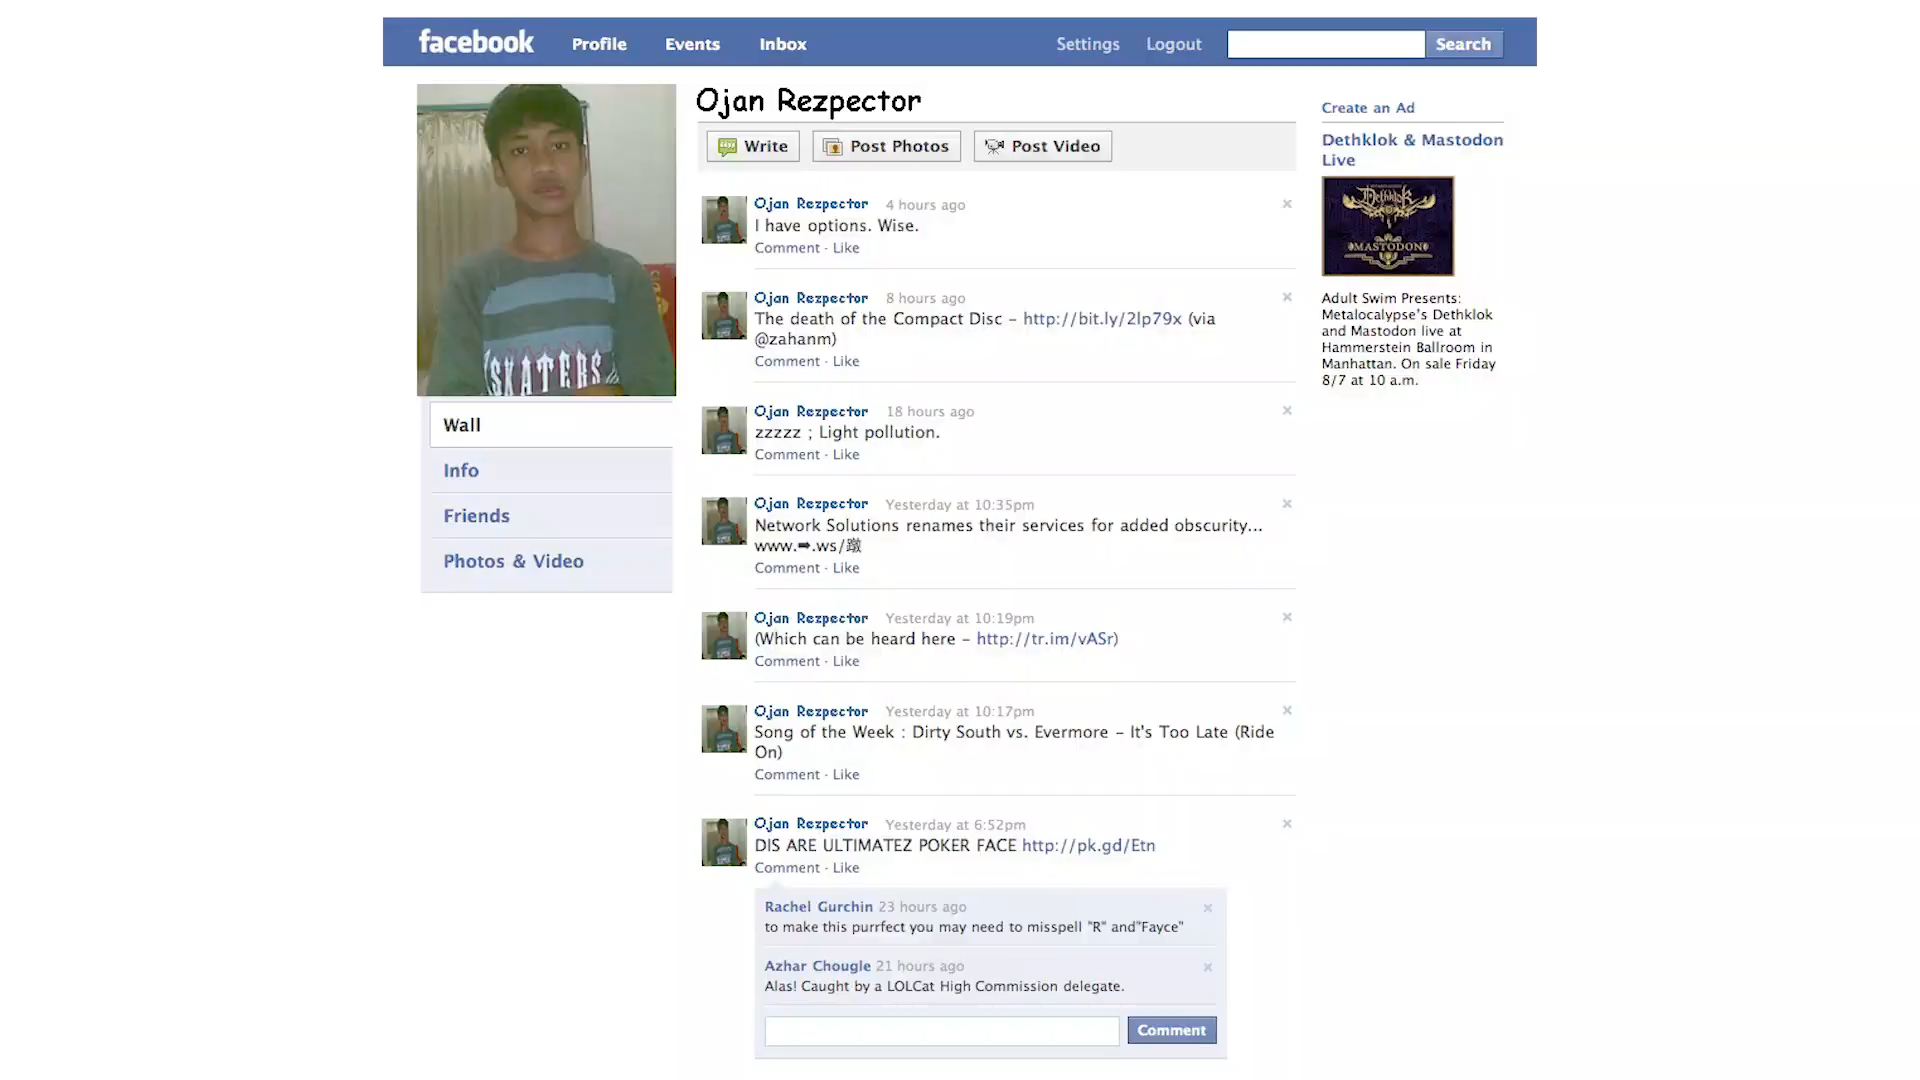 facebook Profile Events Inbox Settings Logout Search
Ojan Rezpector
Write Post Photos Post Video
Ojan Rezpector 4 hours ago
I have options. Wise.
Comment · Like
Ojan Rezpector 8 hours ago
The death of the Compact Disc – http://bit.ly/2lp79x (via
@zahanm)
Comment · Like
Ojan Rezpector 18 hours ago
zzzzz ; Light pollution.
Comment · Like
Ojan Rezpector Yesterday at 10:35pm
Network Solutions renames their services for added obscurity...
www.➡.ws/蹾
Comment · Like
Ojan Rezpector Yesterday at 10:19pm
(Which can be heard here – http://tr.im/vASr)
Comment · Like
Ojan Rezpector Yesterday at 10:17pm
Song of the Week : Dirty South vs. Evermore – It's Too Late (Ride
On)
Comment · Like
Ojan Rezpector Yesterday at 6:52pm
DIS ARE ULTIMATEZ POKER FACE http://pk.gd/Etn
Comment · Like
Rachel Gurchin 23 hours ago
to make this purrfect you may need to misspell "R" and"Fayce"
Azhar Chougle 21 hours ago
Alas! Caught by a LOLCat High Commission delegate.
Comment
SKATERS
Wall
Info
Friends
Photos & Video
Create an Ad
Dethklok & Mastodon
Live
Dethklok
MASTODON
Adult Swim Presents:
Metalocalypse's Dethklok
and Mastodon live at
Hammerstein Ballroom in
Manhattan. On sale Friday
8/7 at 10 a.m.